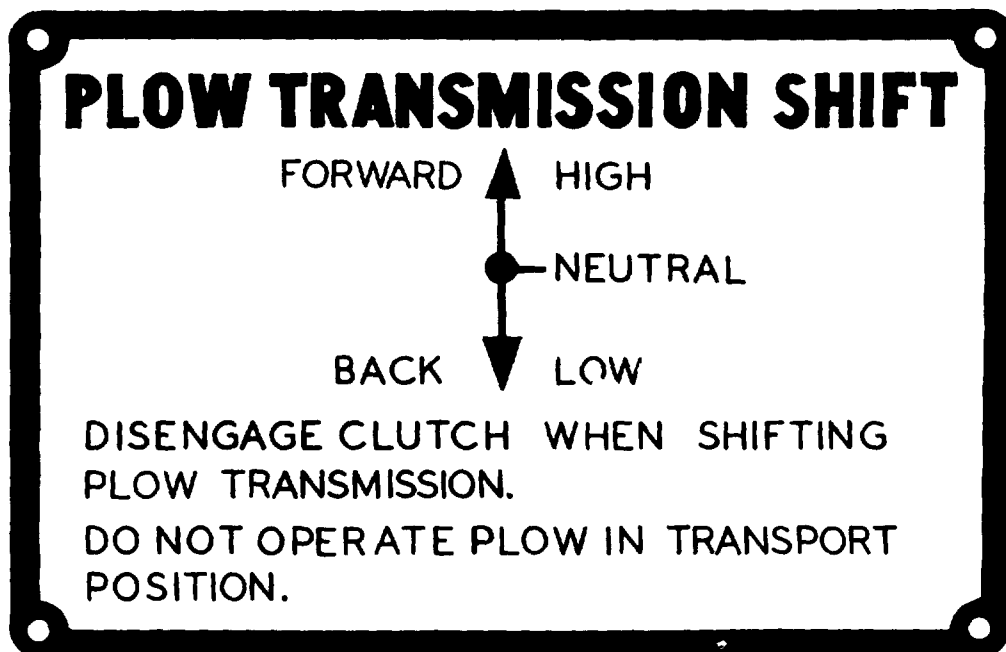 PLOW TRANSMISSION SHIFT
FORWARD HIGH
NEUTRAL
BACK LOW
DISENGAGE CLUTCH WHEN SHIFTING
PLOW TRANSMISSION.
DO NOT OPERATE PLOW IN TRANSPORT
POSITION.